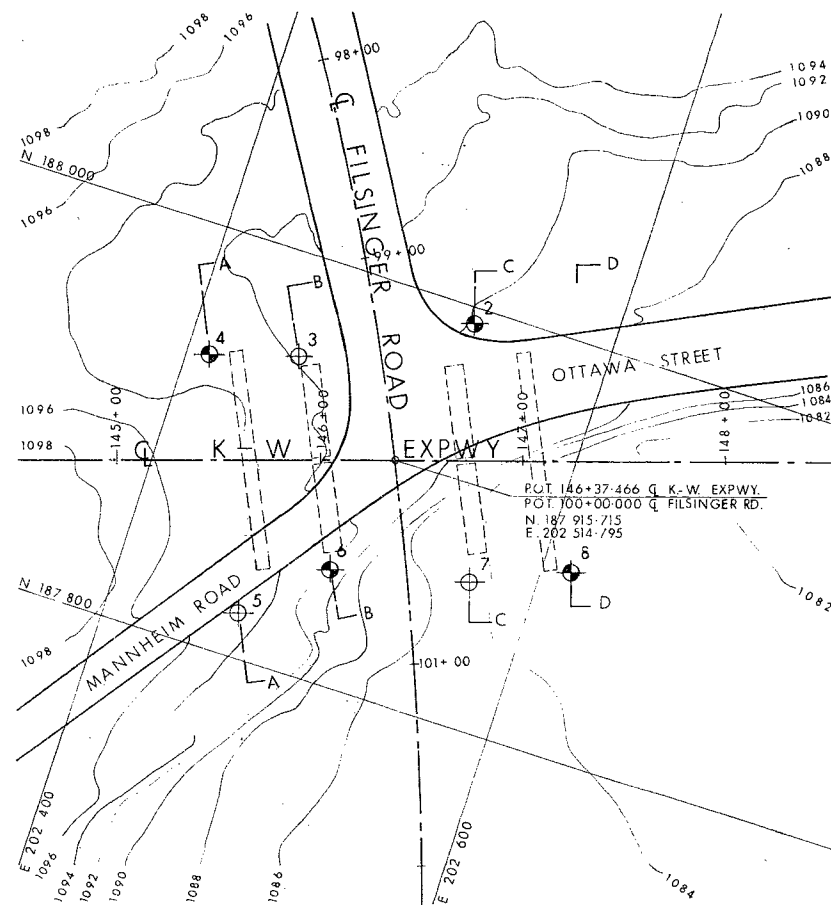 1098
1096
98+00
1094
1092
1090
1088
1098
N 188 000
1096
℄ FILSINGER ROAD
99+00
A
B
C
D
2
4
3
OTTAWA STREET
1086
1084
1082
1096
1098
145+00
146+00
147+00
148+00
℄ K W EXPWY
P.O.T. 146+37·466 ℄ K.-W. EXPWY.
P.O.T. 100+00·000 ℄ FILSINGER RD.
N. 187 915·715
E. 202 514·795
6
7
8
5
N 187 800
1098
MANNHEIM ROAD
B
C
D
A
1082
101+00
E 202 400
1096
1094
1092
1090
1088
1086
E 202 600
1084